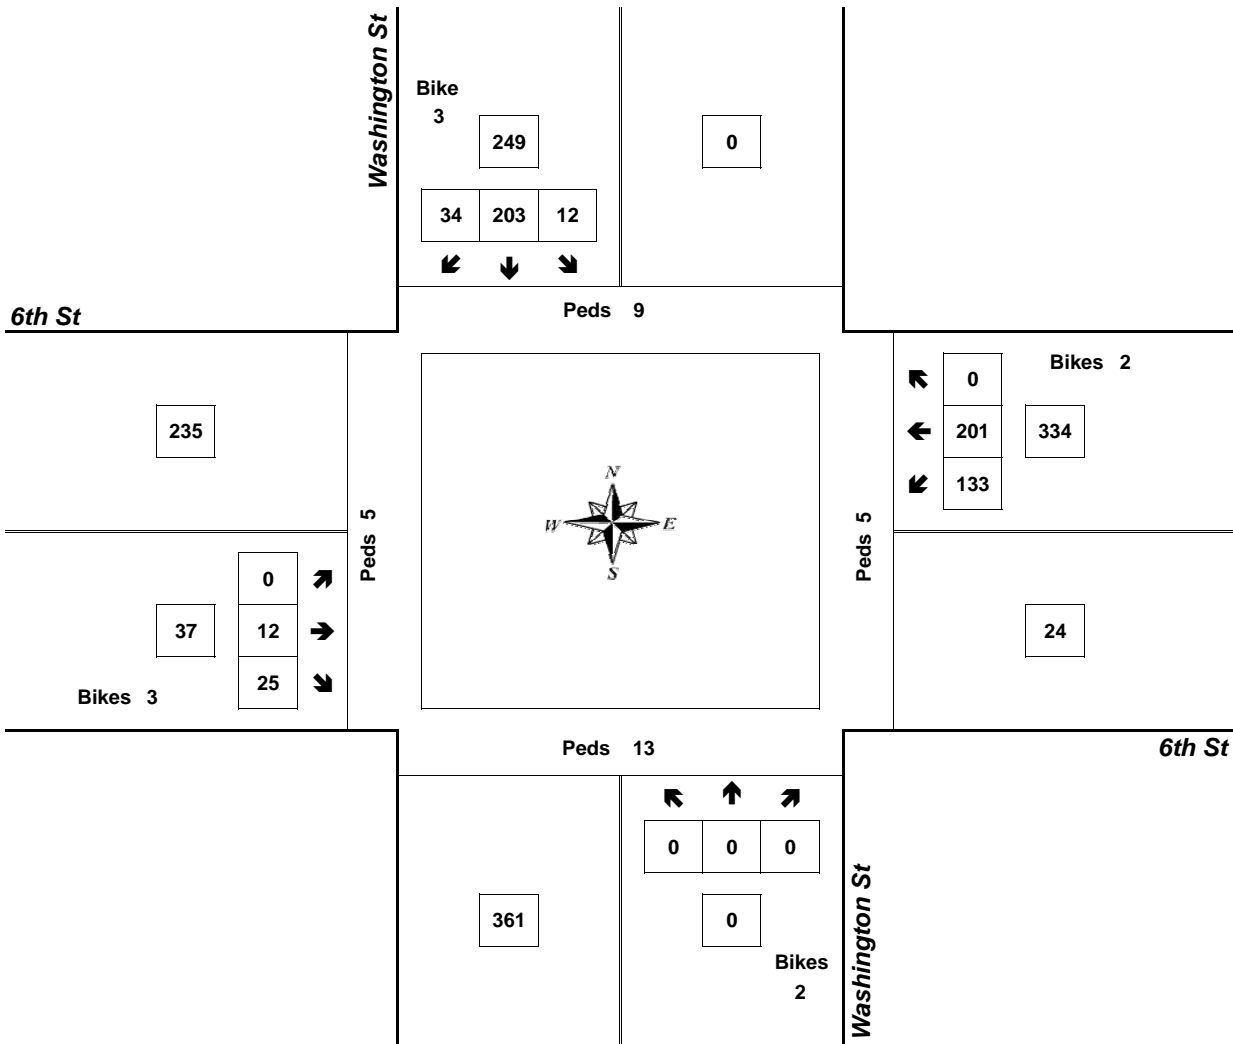 Washington St
Bike
3
249
0
34 203 12
6th St
Peds 9
Bikes 2
0
201
133
334
235
N
W E
S
Peds 5
Peds 5
0
12
25
37
24
Bikes 3
Peds 13
6th St
0 0 0
361
0
Bikes
2
Washington St